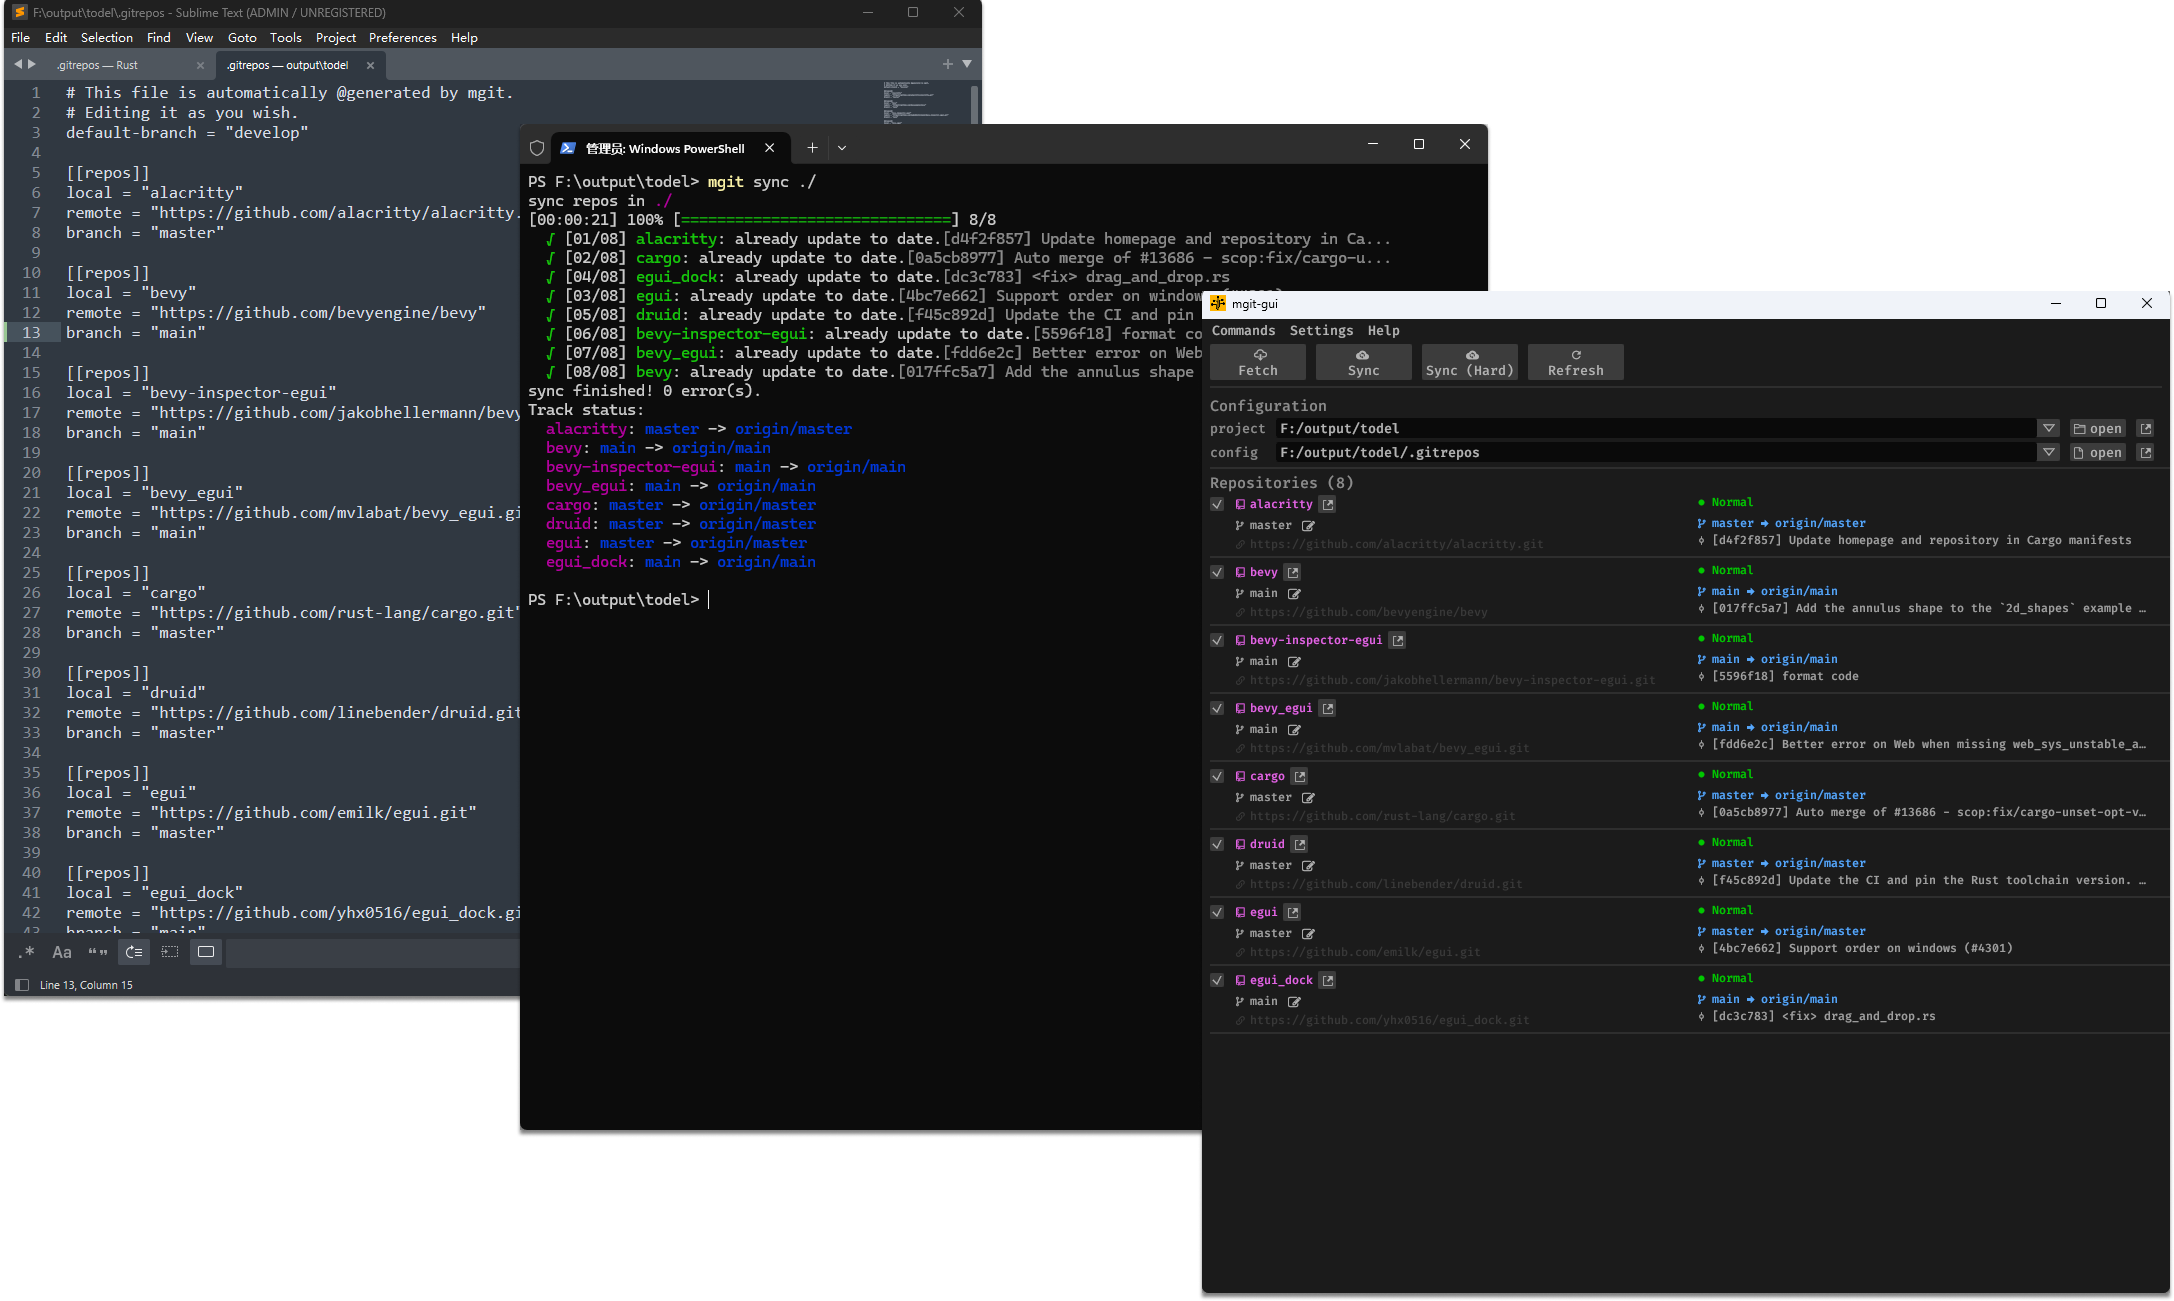 F:\output\todel\.gitrepos - Sublime Text (ADMIN / UNREGISTERED)
File Edit Selection Find View Goto Tools Project Preferences Help
.gitrepos — Rust
.gitrepos — output\todel
1 # This file is automatically @generated by mgit.
2 # Editing it as you wish.
3 default-branch = "develop"
4
5 [[repos]]
6 local = "alacritty"
7 remote = "https://github.com/alacritty/alacritty.
8 branch = "master"
9
10 [[repos]]
11 local = "bevy"
12 remote = "https://github.com/bevyengine/bevy"
13 branch = "main"
14
15 [[repos]]
16 local = "bevy-inspector-egui"
17 remote = "https://github.com/jakobhellermann/bevy
18 branch = "main"
19
20 [[repos]]
21 local = "bevy_egui"
22 remote = "https://github.com/mvlabat/bevy_egui.gi
23 branch = "main"
24
25 [[repos]]
26 local = "cargo"
27 remote = "https://github.com/rust-lang/cargo.git"
28 branch = "master"
29
30 [[repos]]
31 local = "druid"
32 remote = "https://github.com/linebender/druid.git
33 branch = "master"
34
35 [[repos]]
36 local = "egui"
37 remote = "https://github.com/emilk/egui.git"
38 branch = "master"
39
40 [[repos]]
41 local = "egui_dock"
42 remote = "https://github.com/yhx0516/egui_dock.gi
43 branch = "main"
.* Aa “”
Line 13, Column 15
管理员: Windows PowerShell
PS F:\output\todel> mgit sync ./
sync repos in ./
[00:00:21] 100% [==============================] 8/8
√ [01/08] alacritty: already update to date.[d4f2f857] Update homepage and repository in Ca...
√ [02/08] cargo: already update to date.[0a5cb8977] Auto merge of #13686 - scop:fix/cargo-u...
√ [04/08] egui_dock: already update to date.[dc3c783] <fix> drag_and_drop.rs
√ [03/08] egui: already update to date.[4bc7e662] Support order on window
√ [05/08] druid: already update to date.[f45c892d] Update the CI and pin
√ [06/08] bevy-inspector-egui: already update to date.[5596f18] format co
√ [07/08] bevy_egui: already update to date.[fdd6e2c] Better error on Web
√ [08/08] bevy: already update to date.[017ffc5a7] Add the annulus shape
sync finished! 0 error(s).
Track status:
alacritty: master -> origin/master
bevy: main -> origin/main
bevy-inspector-egui: main -> origin/main
bevy_egui: main -> origin/main
cargo: master -> origin/master
druid: master -> origin/master
egui: master -> origin/master
egui_dock: main -> origin/main
PS F:\output\todel>
mgit-gui
Commands Settings Help
Fetch Sync Sync (Hard) Refresh
Configuration
project F:/output/todel open
config F:/output/todel/.gitrepos open
Repositories (8)
alacritty Normal
master master → origin/master
https://github.com/alacritty/alacritty.git [d4f2f857] Update homepage and repository in Cargo manifests
bevy Normal
main main → origin/main
https://github.com/bevyengine/bevy [017ffc5a7] Add the annulus shape to the `2d_shapes` example …
bevy-inspector-egui Normal
main main → origin/main
https://github.com/jakobhellermann/bevy-inspector-egui.git [5596f18] format code
bevy_egui Normal
main main → origin/main
https://github.com/mvlabat/bevy_egui.git [fdd6e2c] Better error on Web when missing web_sys_unstable_a…
cargo Normal
master master → origin/master
https://github.com/rust-lang/cargo.git [0a5cb8977] Auto merge of #13686 - scop:fix/cargo-unset-opt-v…
druid Normal
master master → origin/master
https://github.com/linebender/druid.git [f45c892d] Update the CI and pin the Rust toolchain version. …
egui Normal
master master → origin/master
https://github.com/emilk/egui.git [4bc7e662] Support order on windows (#4301)
egui_dock Normal
main main → origin/main
https://github.com/yhx0516/egui_dock.git [dc3c783] <fix> drag_and_drop.rs